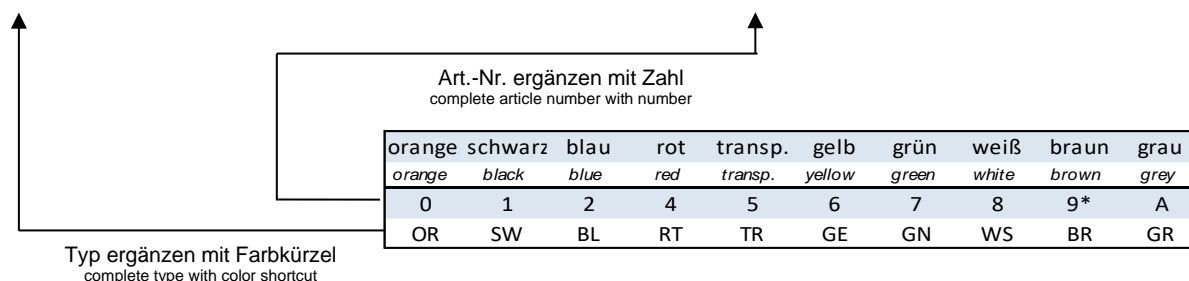 Art.-Nr. ergänzen mit Zahl
complete article number with number
orange schwarz blau rot transp. gelb grün weiß braun grau
orange black blue red transp. yellow green white brown grey
0 1 2 4 5 6 7 8 9* A
OR SW BL RT TR GE GN WS BR GR
Typ ergänzen mit Farbkürzel
complete type with color shortcut